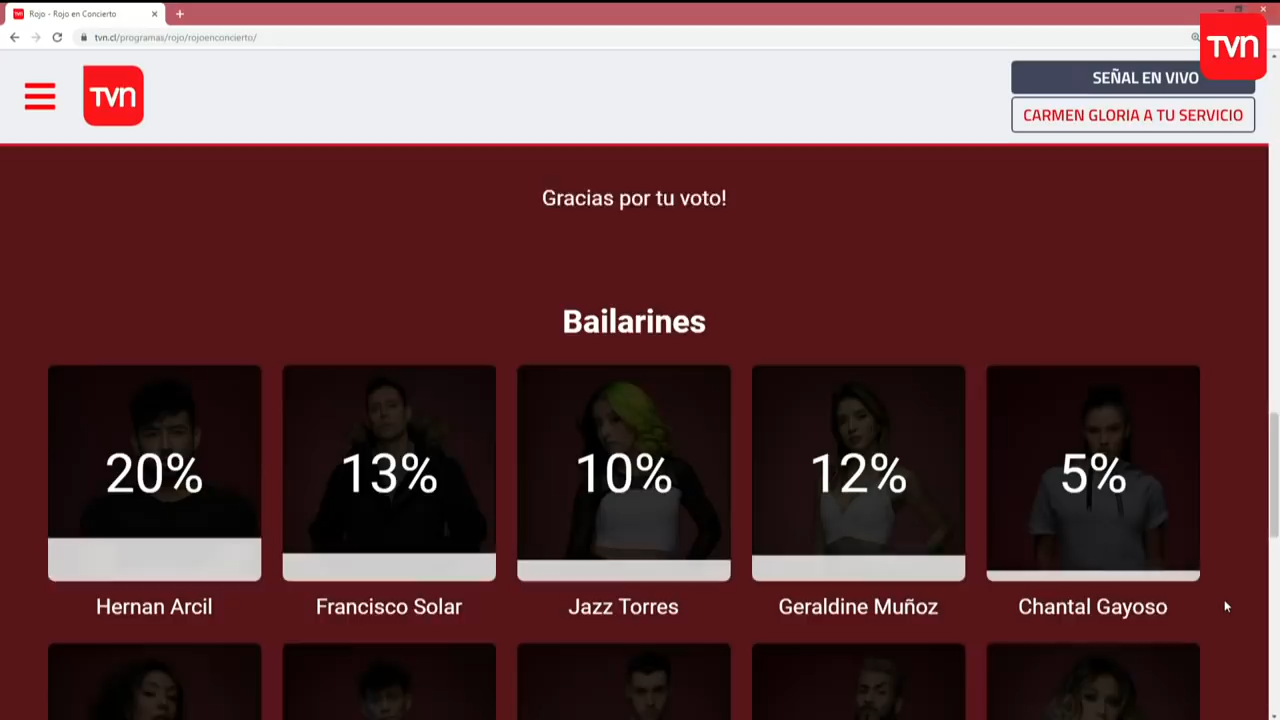 tvn Rojo - Rojo en Concierto
tvn.cl/programas/rojo/rojoenconcierto/
TVN
TVN
SEÑAL EN VIVO
CARMEN GLORIA A TU SERVICIO
Gracias por tu voto!
Bailarines
20% 13% 10% 12% 5%
Hernan Arcil Francisco Solar Jazz Torres Geraldine Muñoz Chantal Gayoso